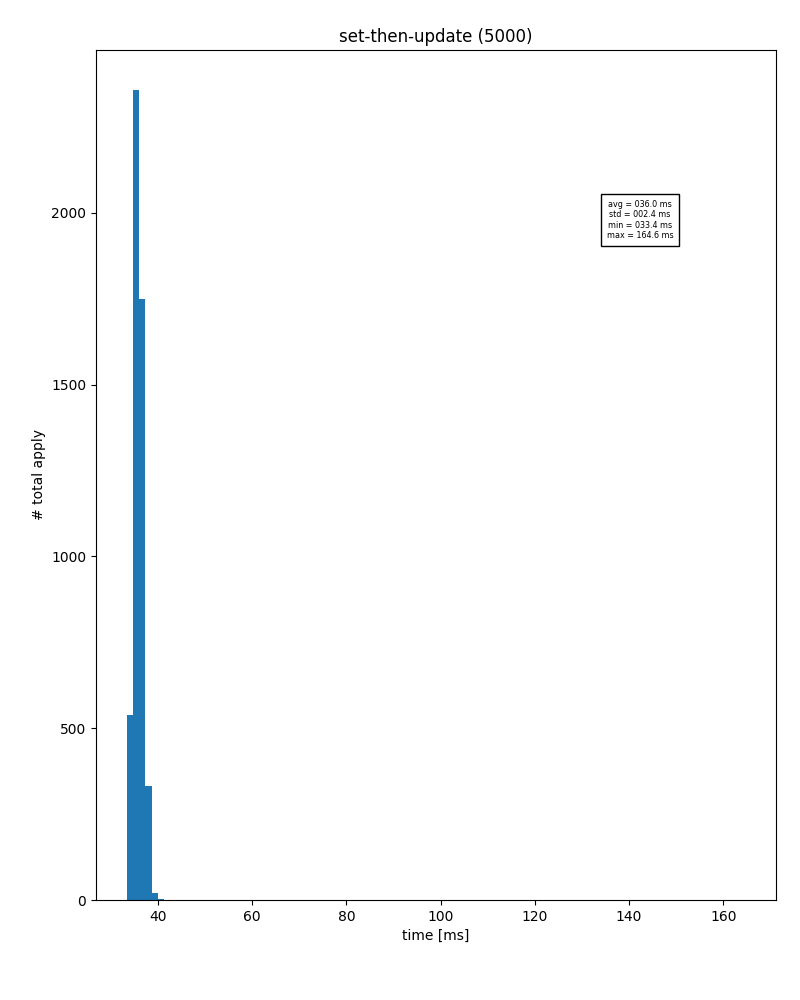 set-then-update (5000)
2000
1500
1000
500
0
# total apply
avg = 036.0 ms
std = 002.4 ms
min = 033.4 ms
max = 164.6 ms
40 60 80 100 120 140 160
time [ms]